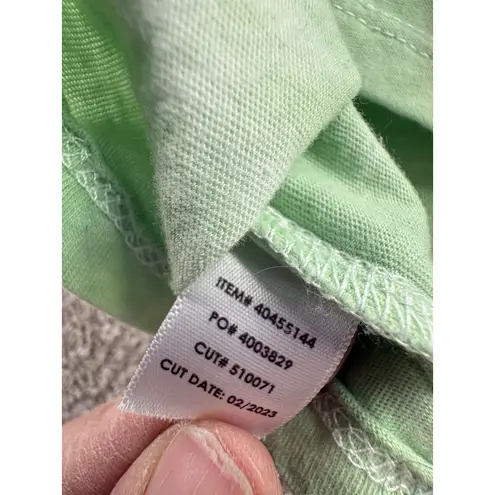 ITEM# 40455144
PO# 4003829
CUT# 510071
CUT DATE: 02/2023